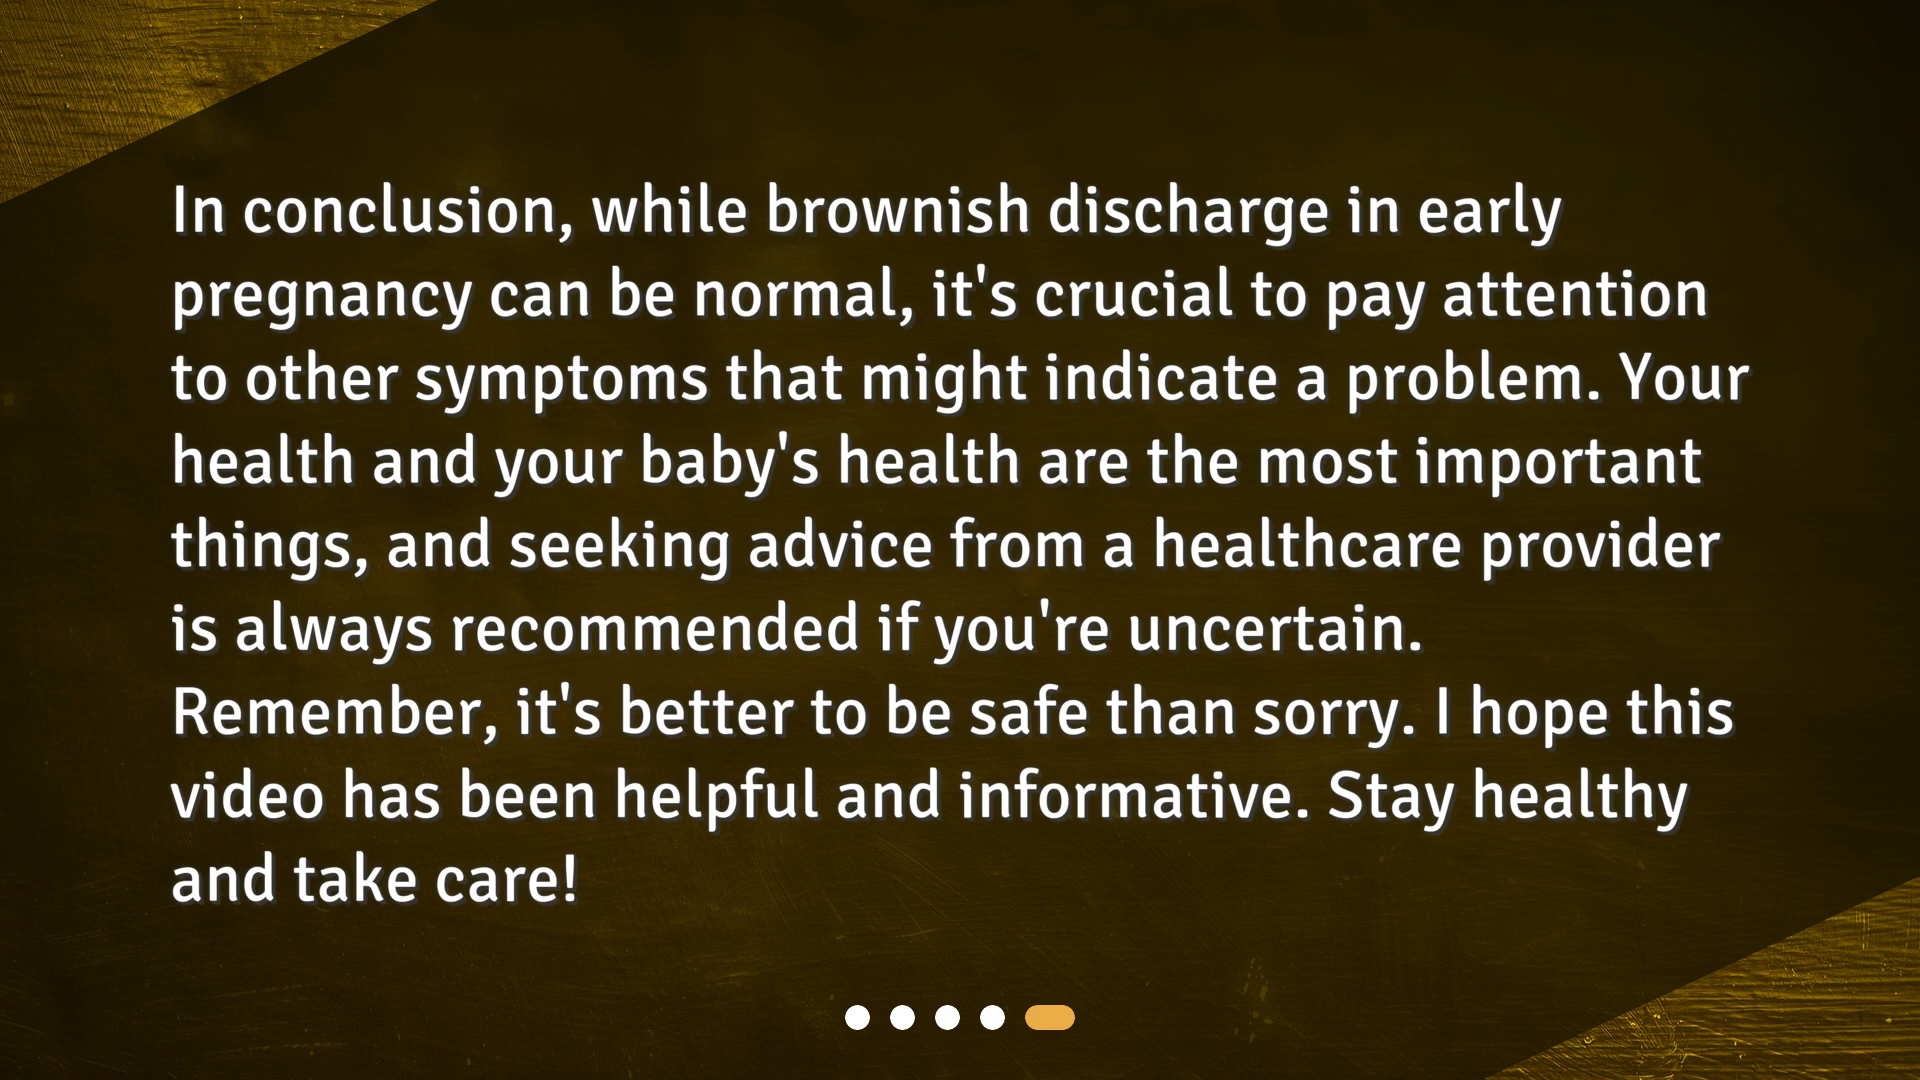 In conclusion, while brownish discharge in early
pregnancy can be normal, it's crucial to pay attention
to other symptoms that might indicate a problem. Your
health and your baby's health are the most important
things, and seeking advice from a healthcare provider
is always recommended if you're uncertain.
Remember, it's better to be safe than sorry. I hope this
video has been helpful and informative. Stay healthy
and take care!